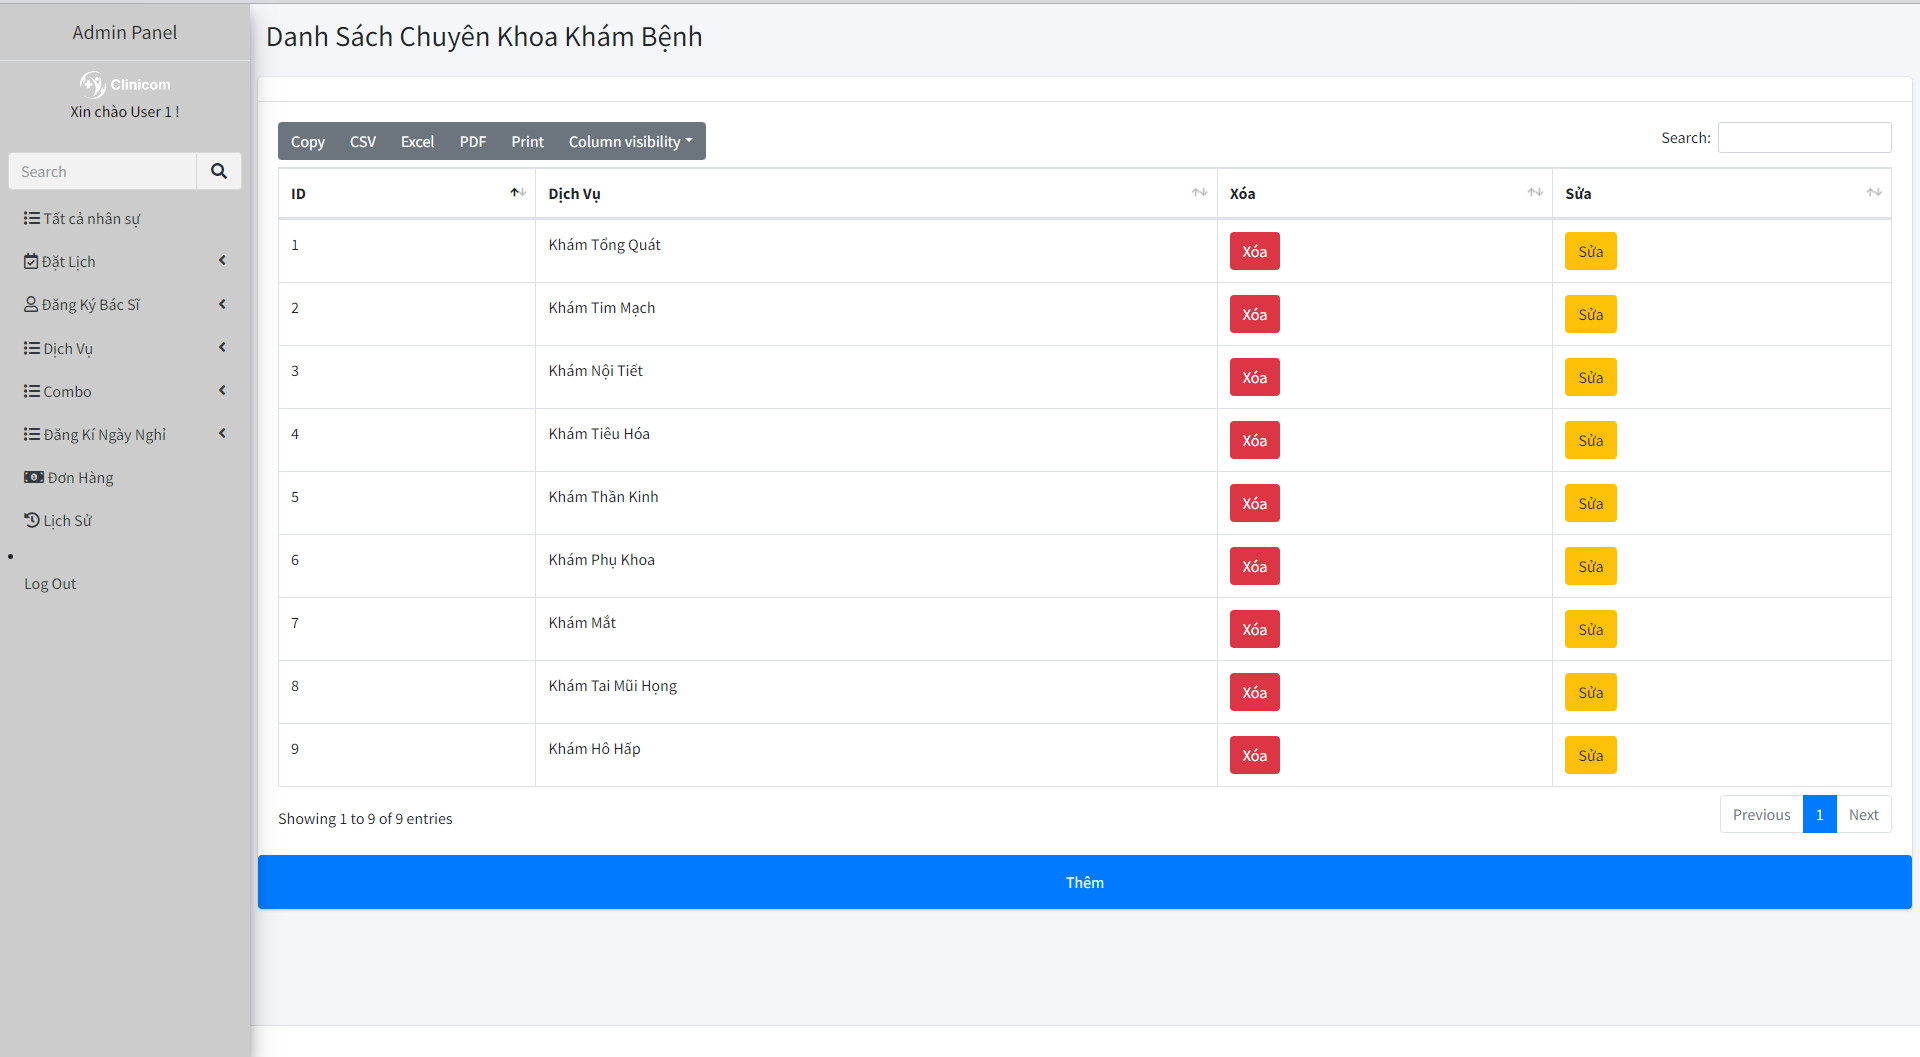 Admin Panel
Clinicom
Xin chào User 1 !
Search
Tất cả nhân sự
Đặt Lịch
Đăng Ký Bác Sĩ
Dịch Vụ
Combo
Đăng Kí Ngày Nghỉ
Đơn Hàng
Lịch Sử
Log Out
Danh Sách Chuyên Khoa Khám Bệnh
Copy CSV Excel PDF Print Column visibility
Search:
ID Dịch Vụ Xóa Sửa
1 Khám Tổng Quát Xóa Sửa
2 Khám Tim Mạch Xóa Sửa
3 Khám Nội Tiết Xóa Sửa
4 Khám Tiêu Hóa Xóa Sửa
5 Khám Thần Kinh Xóa Sửa
6 Khám Phụ Khoa Xóa Sửa
7 Khám Mắt Xóa Sửa
8 Khám Tai Mũi Họng Xóa Sửa
9 Khám Hô Hấp Xóa Sửa
Showing 1 to 9 of 9 entries
Previous 1 Next
Thêm